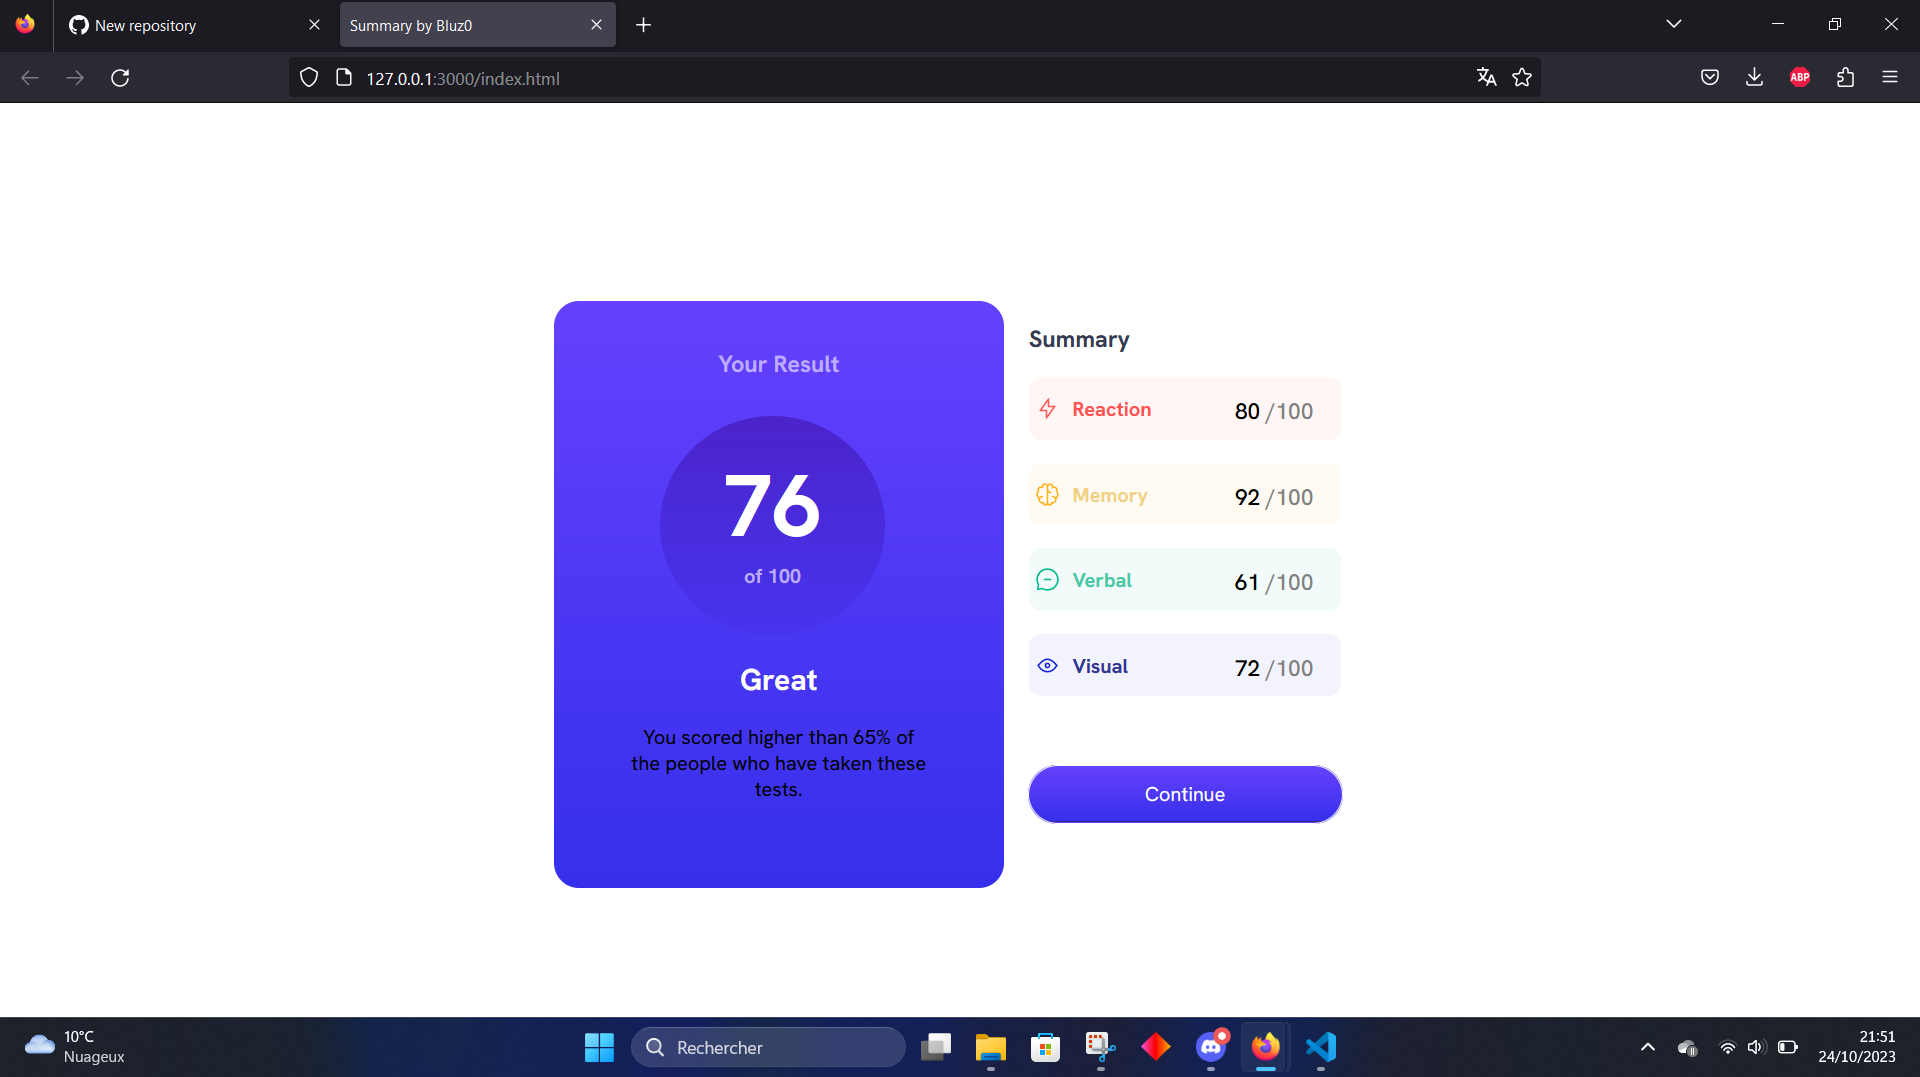 New repository
Summary by Bluz0
127.0.0.1:3000/index.html
ABP
Your Result
76
of 100
Great
You scored higher than 65% of
the people who have taken these
tests.
Summary
Reaction 80 /100
Memory 92 /100
Verbal 61 /100
Visual 72 /100
Continue
10°C
Nuageux
Rechercher
21:51
24/10/2023